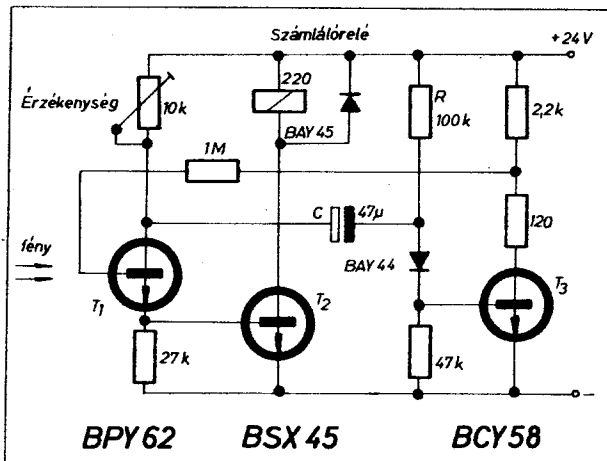 Számlálórelé
+24V
Érzékenység
10k
220
R
100k
2,2k
BAY 45
1M
C
47µ
120
fény
BAY 44
T1
T2
T3
27k
47k
–
BPY 62
BSX 45
BCY 58